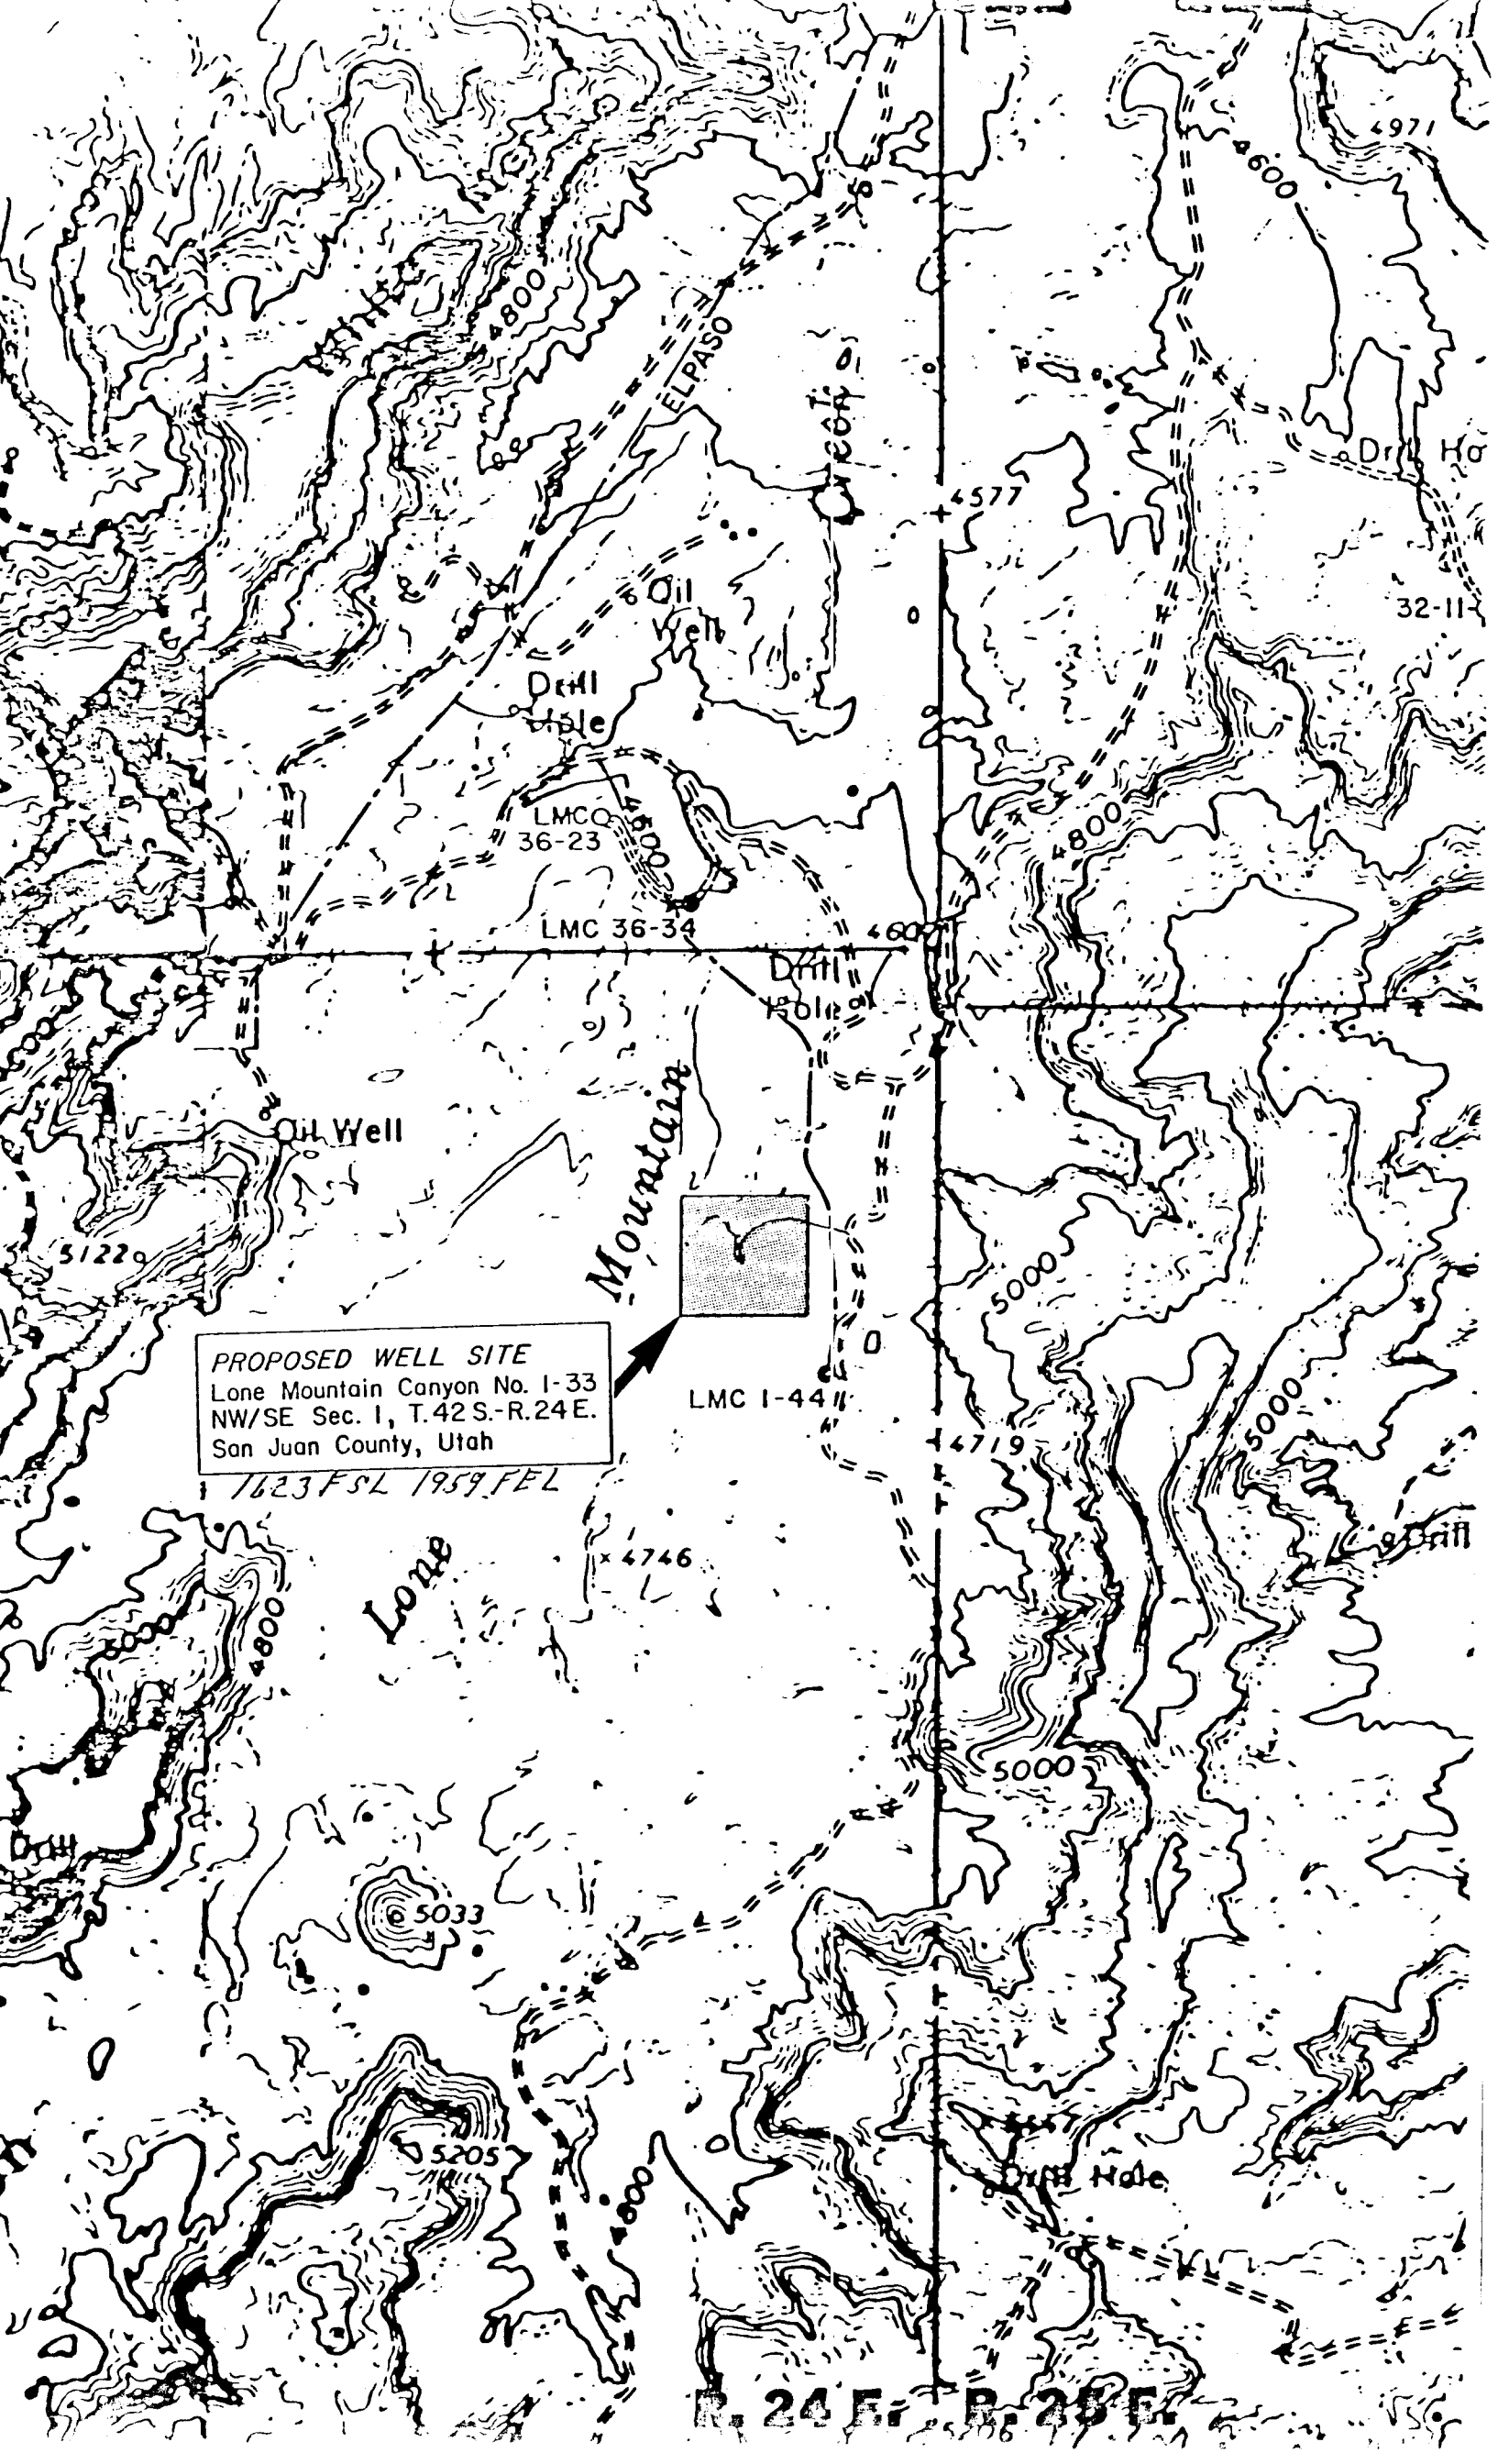 4971
4600
4800
ELPASO
4577
Drill Ho
Oil
Well
32-11
Drill
Hole
LMC
36-23
4600
4800
LMC 36-34
Drill
Hole
Mountain
Oil Well
5122
5000
PROPOSED WELL SITE
Lone Mountain Canyon No. 1-33
NW/SE Sec. 1, T.42 S.-R.24 E.
San Juan County, Utah
1623 FSL 1959 FEL
LMC 1-44
4719
5000
Drill
Lone
4746
5000
4800
5000
Drill
5033
5205
4800
Drill Hole
R. 24 E. R. 25 E.